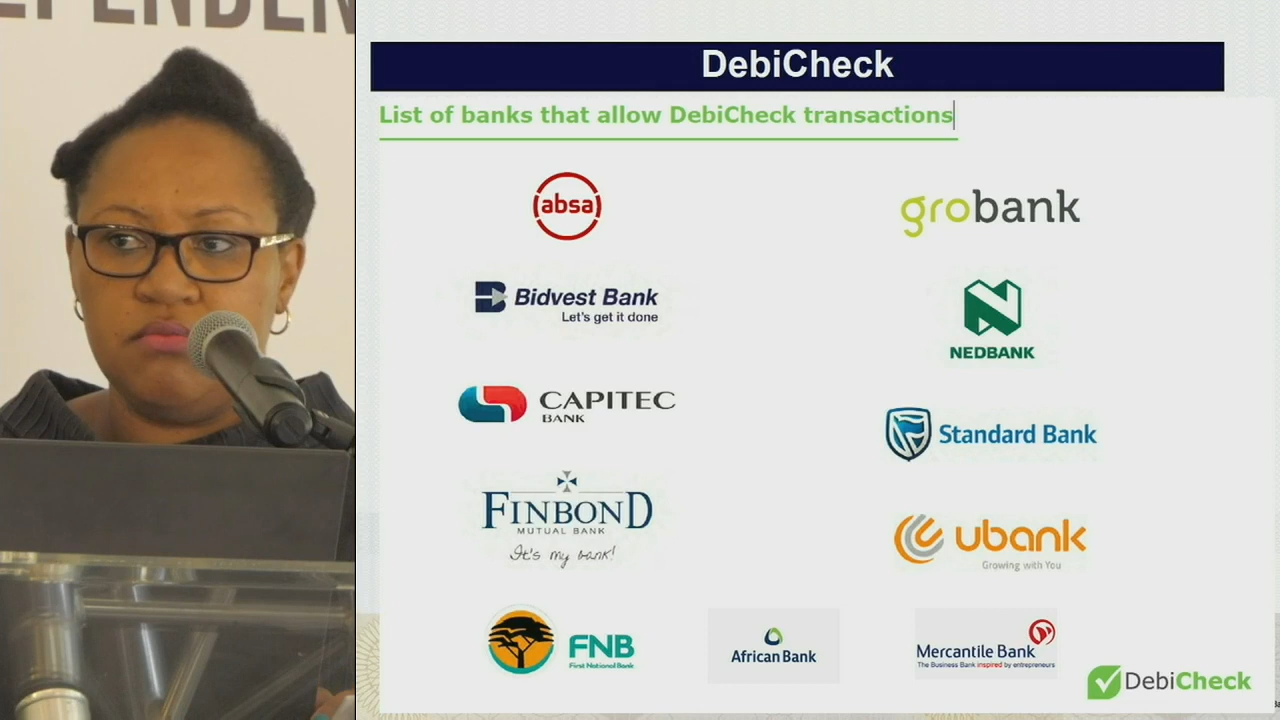 DebiCheck
List of banks that allow DebiCheck transactions
absa
grobank
Bidvest Bank
Let's get it done
NEDBANK
CAPITEC
BANK
Standard Bank
FINBOND
MUTUAL BANK
It's my bank!
ubank
Growing with You
FNB
First National Bank
African Bank
Mercantile Bank
The Business Bank inspired by entrepreneurs
DebiCheck